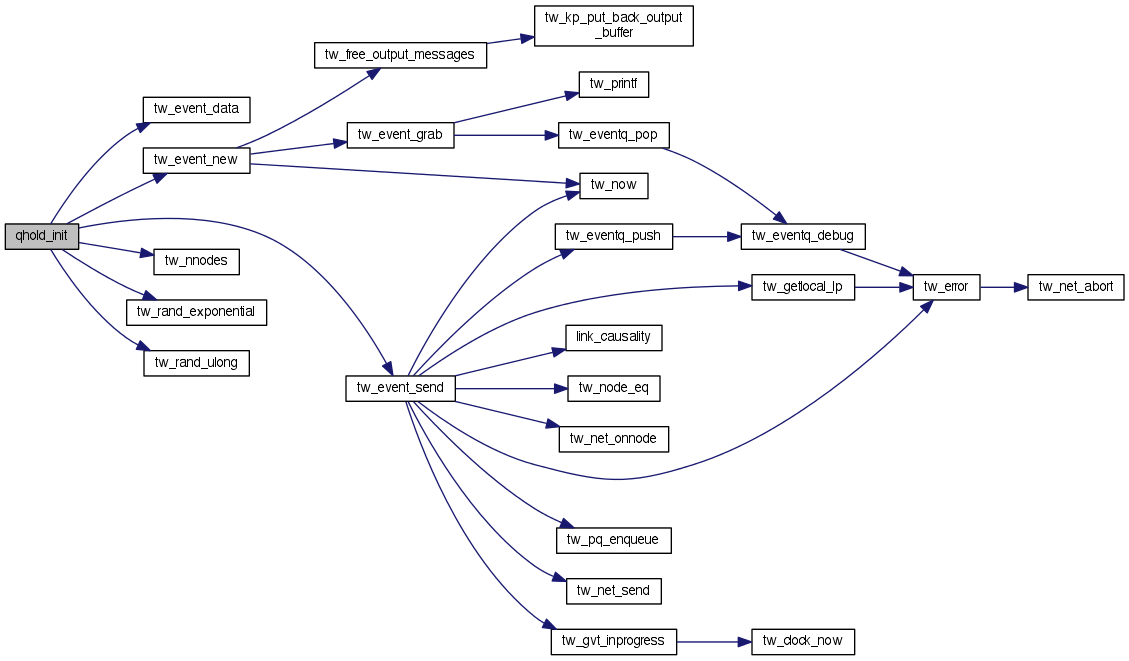 tw_kp_put_back_output
_buffer
tw_free_output_messages
tw_printf
tw_event_data
tw_event_grab
tw_eventq_pop
tw_event_new
tw_now
qhold_init
tw_eventq_push
tw_eventq_debug
tw_nnodes
tw_getlocal_lp
tw_error
tw_net_abort
tw_rand_exponential
link_causality
tw_rand_ulong
tw_event_send
tw_node_eq
tw_net_onnode
tw_pq_enqueue
tw_net_send
tw_gvt_inprogress
tw_clock_now